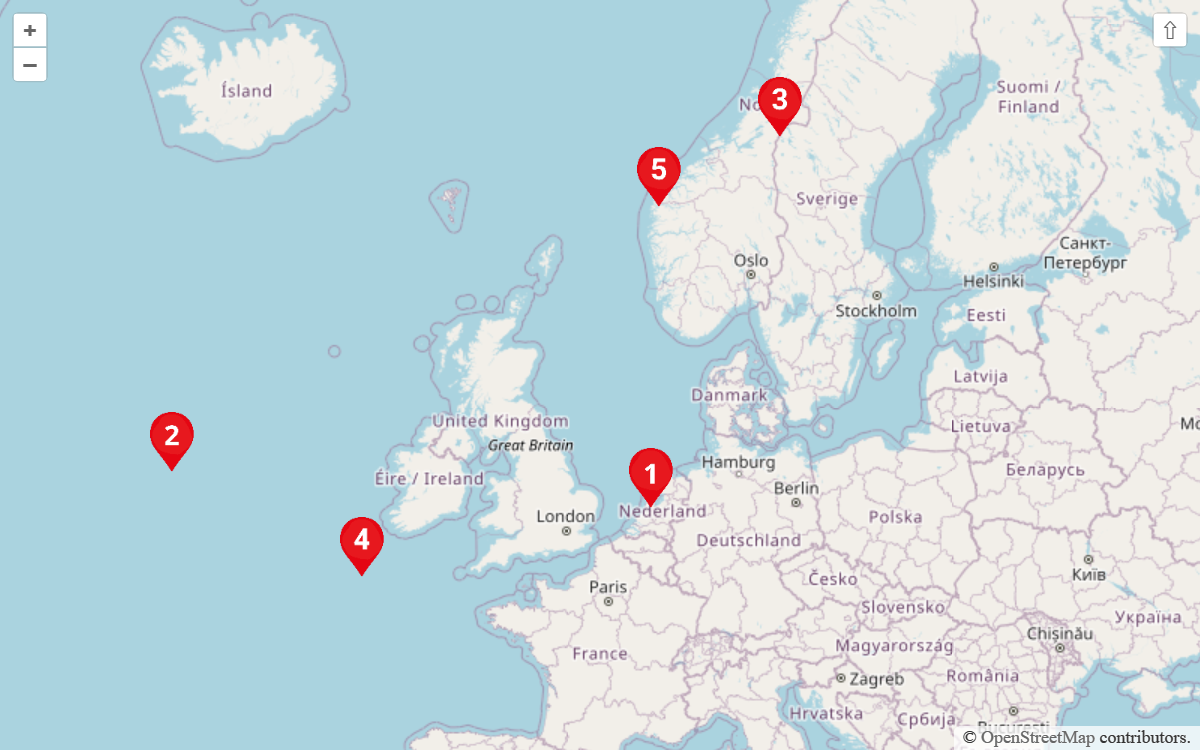 +
−
⇧
Ísland
Suomi /
Finland
No
3
5
Sverige
Oslo
Санкт-
Петербург
Helsinki
Stockholm
Eesti
Latvija
Danmark
Lietuva
United Kingdom
2
Great Britain
Mo
Hamburg
1
Беларусь
Éire / Ireland
Berlin
Nederland
London
Polska
4
Deutschland
Київ
Česko
Paris
Slovensko
Україна
Chișinău
Magyarország
France
România
Zagreb
Hrvatska
Србија
București
© OpenStreetMap contributors.